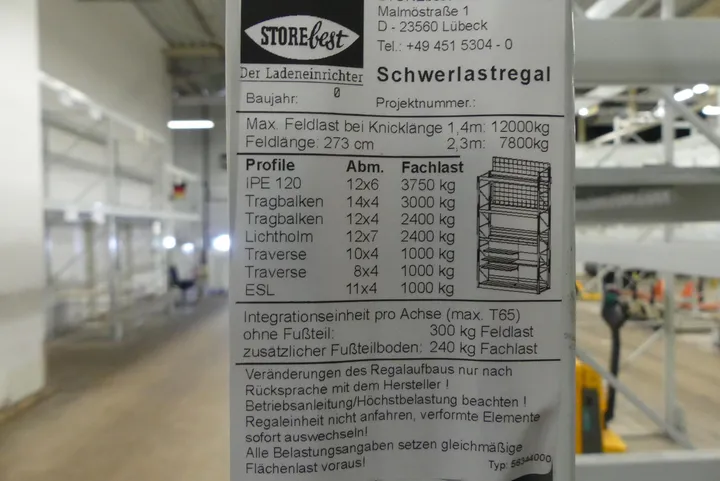 STOREbest
Der Ladeneinrichter
Malmöstraße 1
D - 23560 Lübeck
Tel.: +49 451 5304 - 0
Schwerlastregal
Baujahr: 0 Projektnummer.:
Max. Feldlast bei Knicklänge 1,4m: 12000kg
Feldlänge: 273 cm 2,3m: 7800kg
Profile Abm. Fachlast
IPE 120 12x6 3750 kg
Tragbalken 14x4 3000 kg
Tragbalken 12x4 2400 kg
Lichtholm 12x7 2400 kg
Traverse 10x4 1000 kg
Traverse 8x4 1000 kg
ESL 11x4 1000 kg
Integrationseinheit pro Achse (max. T65)
ohne Fußteil: 300 kg Feldlast
zusätzlicher Fußteilboden: 240 kg Fachlast
Veränderungen des Regalaufbaus nur nach
Rücksprache mit dem Hersteller !
Betriebsanleitung/Höchstbelastung beachten !
Regaleinheit nicht anfahren, verformte Elemente
sofort auswechseln!
Alle Belastungsangaben setzen gleichmäßige
Flächenlast voraus!
Typ: 56344000